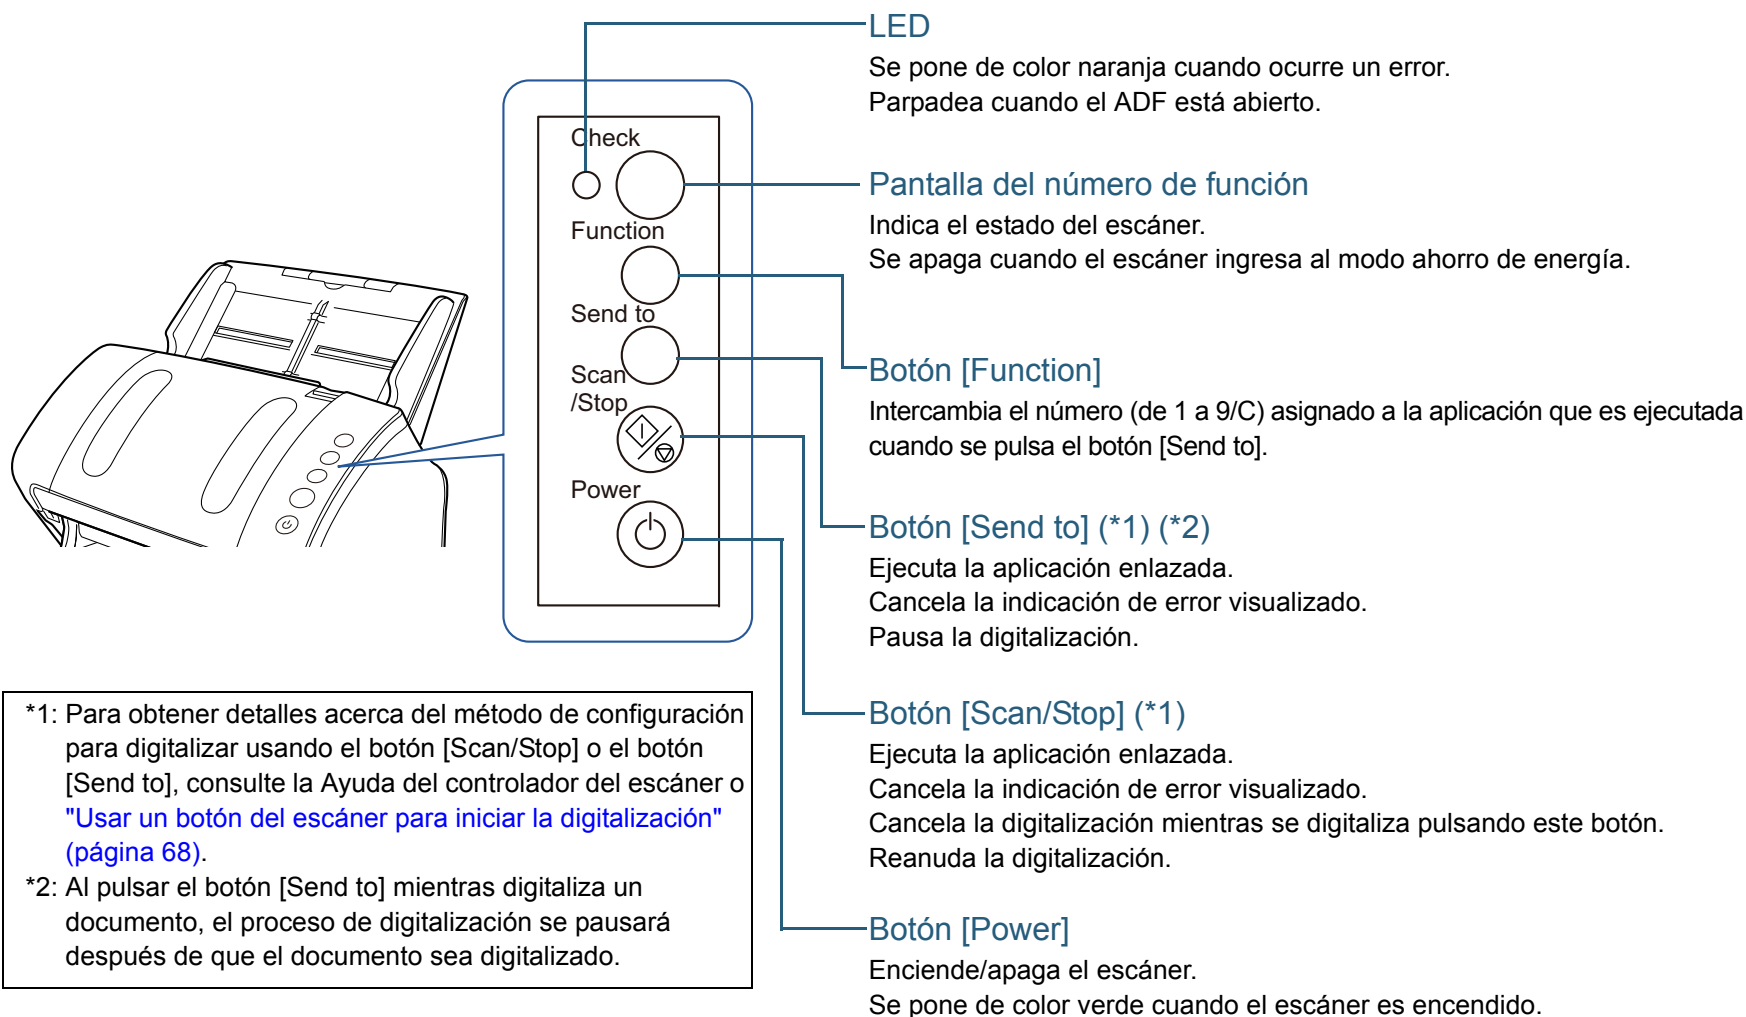 LED
Se pone de color naranja cuando ocurre un error.
Parpadea cuando el ADF está abierto.
Check
Pantalla del número de función
Indica el estado del escáner.
Se apaga cuando el escáner ingresa al modo ahorro de energía.
Function
Send to
Scan
/Stop
Power
Botón [Function]
Intercambia el número (de 1 a 9/C) asignado a la aplicación que es ejecutada
cuando se pulsa el botón [Send to].
Botón [Send to] (*1) (*2)
Ejecuta la aplicación enlazada.
Cancela la indicación de error visualizado.
Pausa la digitalización.
Botón [Scan/Stop] (*1)
Ejecuta la aplicación enlazada.
Cancela la indicación de error visualizado.
Cancela la digitalización mientras se digitaliza pulsando este botón.
Reanuda la digitalización.
Botón [Power]
Enciende/apaga el escáner.
Se pone de color verde cuando el escáner es encendido.
*1: Para obtener detalles acerca del método de configuración
para digitalizar usando el botón [Scan/Stop] o el botón
[Send to], consulte la Ayuda del controlador del escáner o
"Usar un botón del escáner para iniciar la digitalización"
(página 68).
*2: Al pulsar el botón [Send to] mientras digitaliza un
documento, el proceso de digitalización se pausará
después de que el documento sea digitalizado.